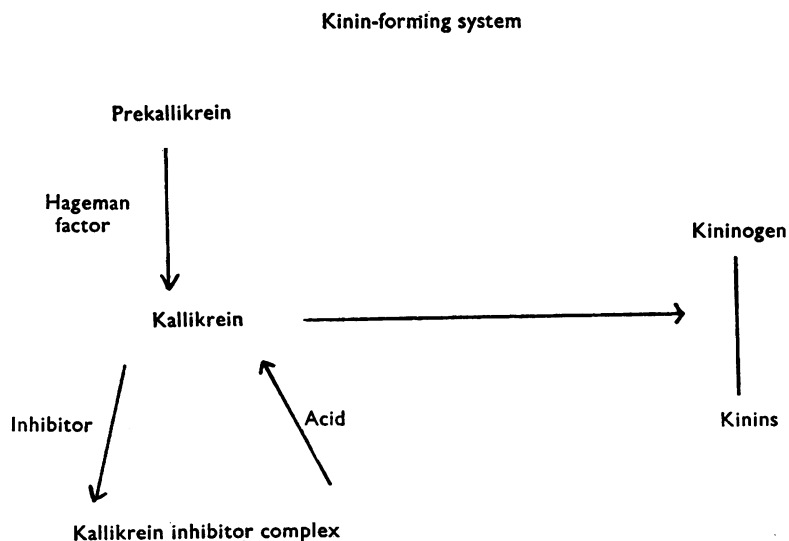 Kinin-forming system
Prekallikrein
Hageman
factor
Kininogen
Kallikrein
Inhibitor
Acid
Kinins
Kallikrein inhibitor complex